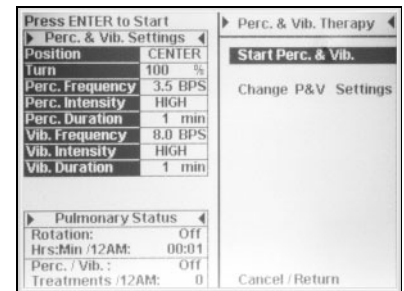 Press ENTER to Start
Perc. & Vib. Settings
Position CENTER
Turn 100 %
Perc. Frequency 3.5 BPS
Perc. Intensity HIGH
Perc. Duration 1 min
Vib. Frequency 8.0 BPS
Vib. Intensity HIGH
Vib. Duration 1 min
Pulmonary Status
Rotation: Off
Hrs:Min /12AM: 00:01
Perc. / Vib.: Off
Treatments /12AM: 0
Perc. & Vib. Therapy
Start Perc. & Vib.
Change P&V Settings
Cancel / Return